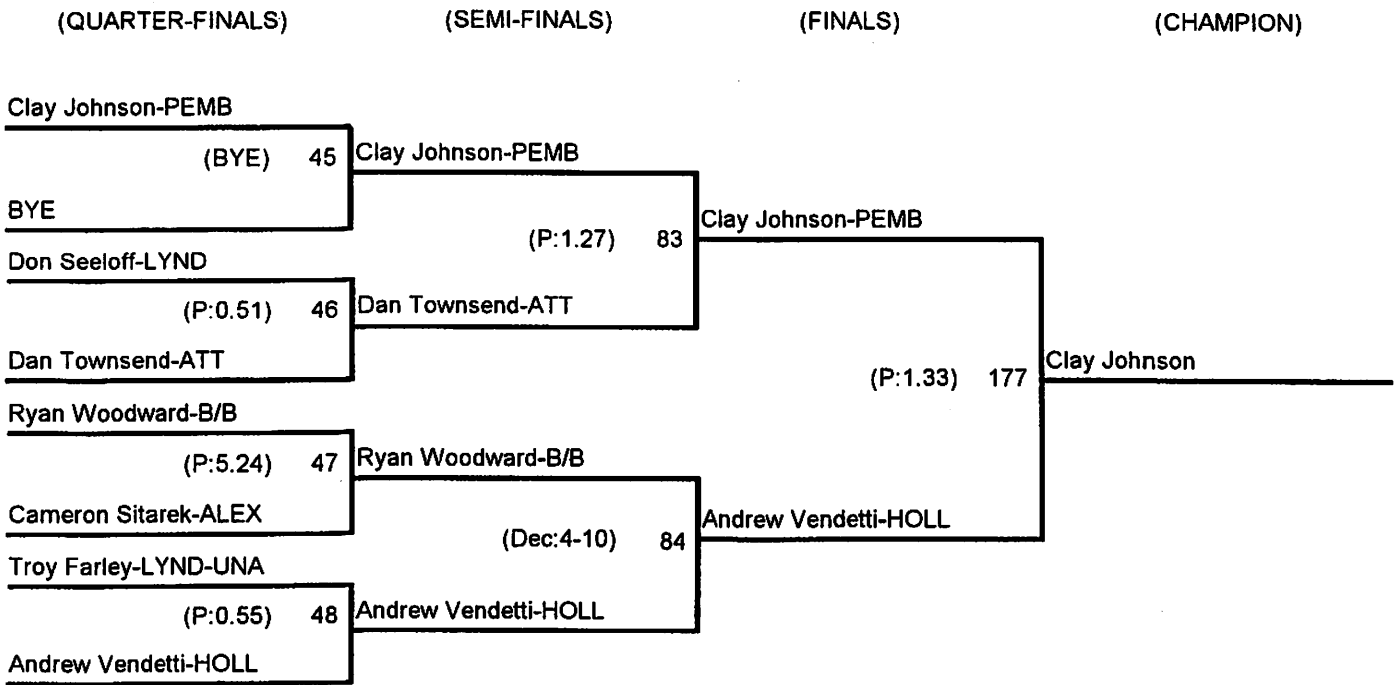 (QUARTER-FINALS) (SEMI-FINALS) (FINALS) (CHAMPION)
Clay Johnson-PEMB
(BYE) 45 Clay Johnson-PEMB
BYE
Clay Johnson-PEMB
(P:1.27) 83
Don Seeloff-LYND
(P:0.51) 46 Dan Townsend-ATT
Dan Townsend-ATT
(P:1.33) 177 Clay Johnson
Ryan Woodward-B/B
(P:5.24) 47 Ryan Woodward-B/B
Cameron Sitarek-ALEX
Andrew Vendetti-HOLL
(Dec:4-10) 84
Troy Farley-LYND-UNA
(P:0.55) 48 Andrew Vendetti-HOLL
Andrew Vendetti-HOLL